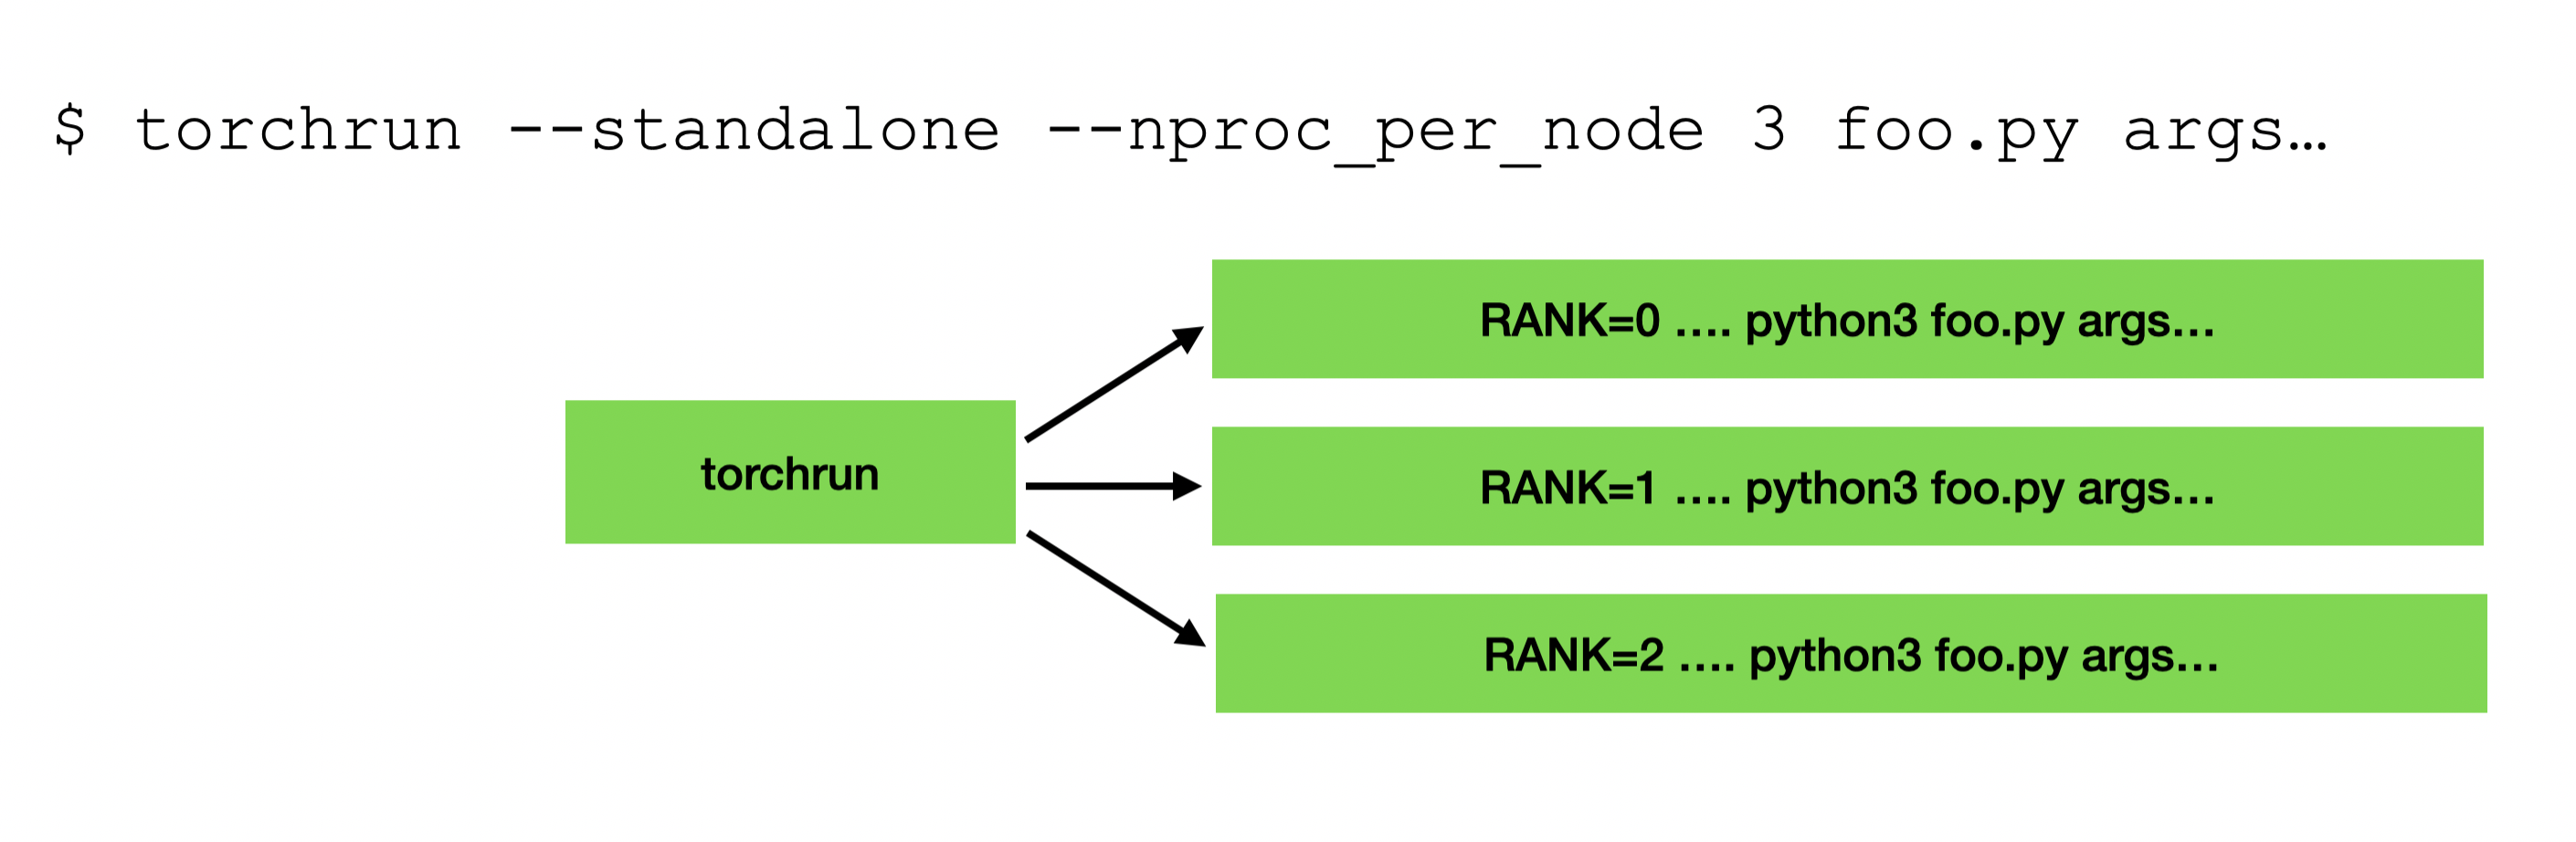 $ torchrun --standalone --nproc_per_node 3 foo.py args…
RANK=0 .... python3 foo.py args…
torchrun
RANK=1 .... python3 foo.py args…
RANK=2 .... python3 foo.py args…